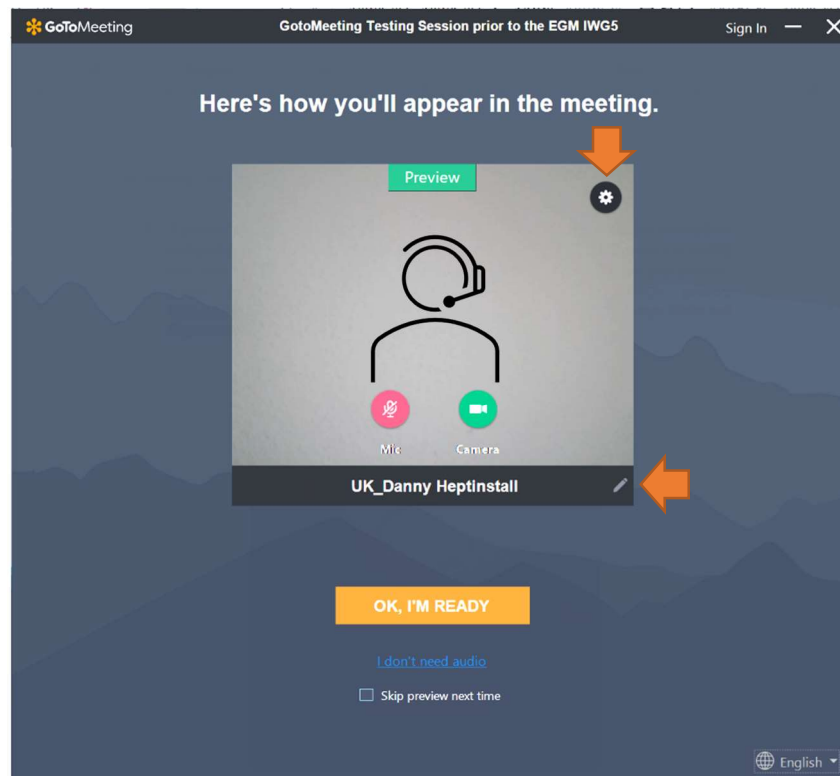 GoToMeeting
GotoMeeting Testing Session prior to the EGM IWG5
Sign In
Here's how you'll appear in the meeting.
Preview
Mic
Camera
UK_Danny Heptinstall
OK, I'M READY
I don't need audio
Skip preview next time
English